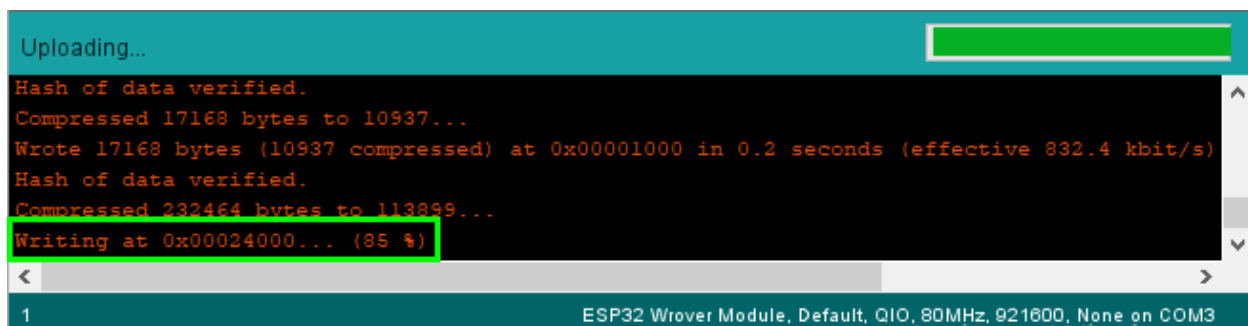 Uploading...
Hash of data verified.
Compressed 17168 bytes to 10937...
Wrote 17168 bytes (10937 compressed) at 0x00001000 in 0.2 seconds (effective 832.4 kbit/s)
Hash of data verified.
Compressed 232464 bytes to 113899...
Writing at 0x00024000... (85 %)
1 ESP32 Wrover Module, Default, QIO, 80MHz, 921600, None on COM3